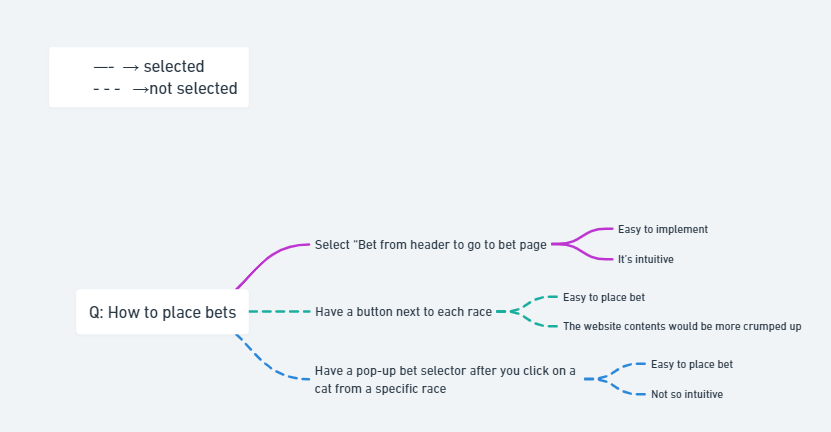 —- → selected
- - - →not selected
Select “Bet from header to go to bet page
Easy to implement
It's intuitive
Q: How to place bets
Have a button next to each race
Easy to place bet
The website contents would be more crumped up
Have a pop-up bet selector after you click on a
cat from a specific race
Easy to place bet
Not so intuitive